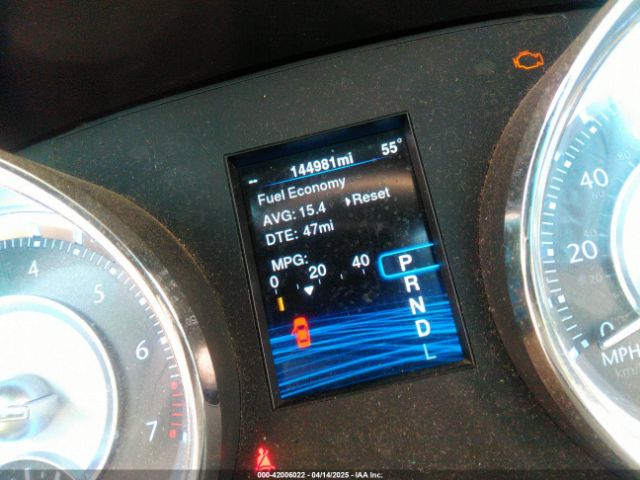 -- 144981mi 55°
Fuel Economy
AVG: 15.4 Reset
DTE: 47mi
MPG:
0 20 40
P
R
N
D
L
4
5
6
7
40
20
0
MPH
000-42006022 - 04/14/2025 - IAA Inc.